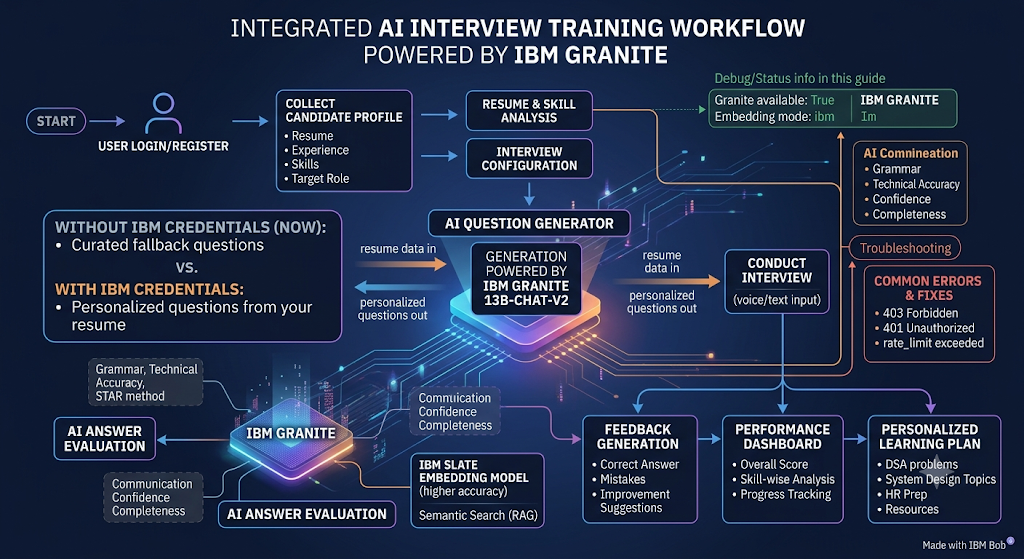 INTEGRATED AI INTERVIEW TRAINING WORKFLOW
POWERED BY IBM GRANITE
Debug/Status info in this guide
Granite available: True
Embedding mode: ibm
IBM GRANITE
Im
START
USER LOGIN/REGISTER
COLLECT
CANDIDATE PROFILE
• Resume
• Experience
• Skills
• Target Role
RESUME & SKILL
ANALYSIS
INTERVIEW
CONFIGURATION
AI Comnineation
• Grammar
• Technical Accuracy
• Confidence
• Completeness
WITHOUT IBM CREDENTIALS (NOW):
• Curated fallback questions
VS.
WITH IBM CREDENTIALS:
• Personalized questions from your
resume
resume data in
personalized
questions out
AI QUESTION GENERATOR
GENERATION
POWERED BY
IBM GRANITE
13B-CHAT-V2
resume
data in
personalized
questions out
CONDUCT
INTERVIEW
(voice/text input)
Troubleshooting
COMMON ERRORS
& FIXES
• 403 Forbidden
• 401 Unauthorized
• rate_limit exceeded
Grammar, Technical
Accuracy,
STAR method
AI ANSWER
EVALUATION
IBM GRANITE
Commuication
Confidence
Completeness
Communication
Confidence
Completeness
AI ANSWER EVALUATION
IBM SLATE
EMBEDDING MODEL
(higher accuracy)
Semantic Search (RAG)
FEEDBACK
GENERATION
• Correct Answer
• Mistakes
• Improvement
Suggestions
PERFORMANCE
DASHBOARD
• Overall Score
• Skill-wise Analysis
• Progress Tracking
PERSONALIZED
LEARNING PLAN
• DSA problems
• System Design Topics
• HR Prep
• Resources
Made with IBM Bob